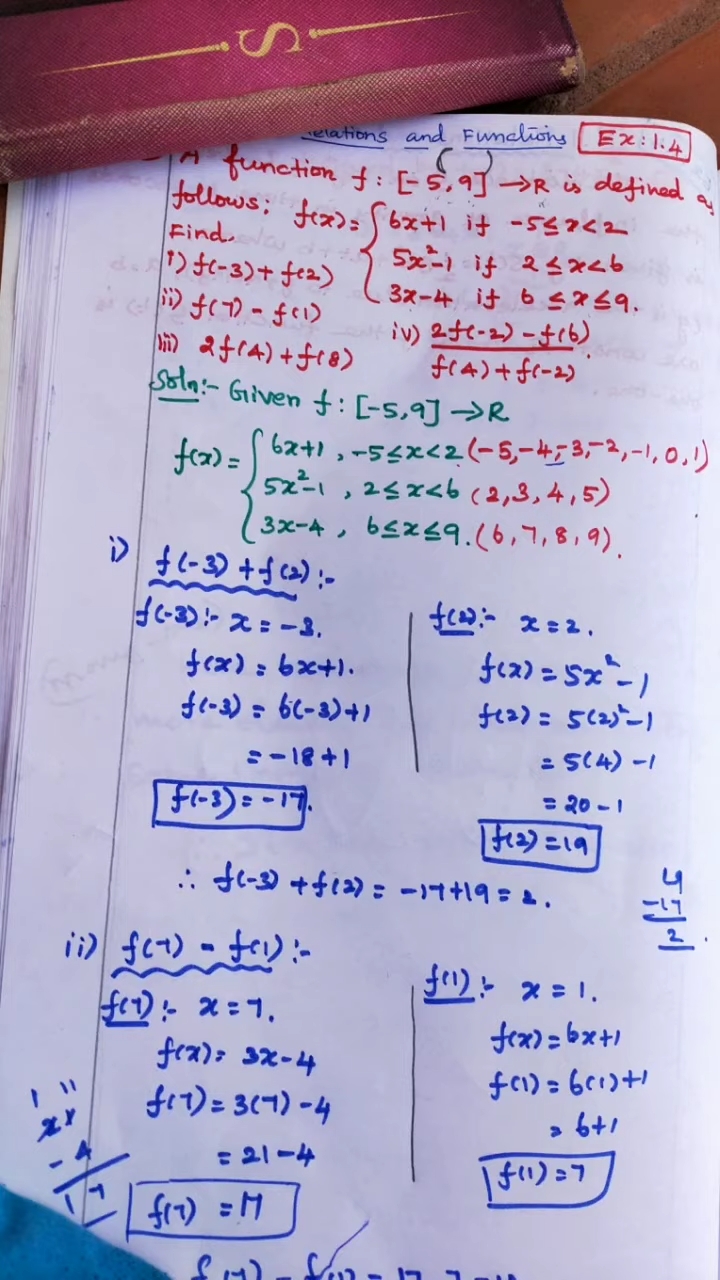 Relations and Functions Ex:1.4
A function f: [-5,9] →R is defined as
follows: f(x)= { 6x+1 if -5≤x<2
Find.
5x²-1 if 2≤x<6
i) f(-3)+f(2)
3x-4 if 6≤x≤9.
ii) f(7) - f(1)
iii) 2f(4)+f(8)
iv) 2f(-2) - f(6)
f(4)+f(-2)
Soln:- Given f: [-5,9] →R
f(x)= { 6x+1, -5≤x<2 (-5,-4,-3,-2,-1,0,1)
5x²-1, 2≤x<6 (2,3,4,5)
3x-4, 6≤x≤9. (6,7,8,9).
i) f(-3)+f(2):-
f(-3):- x=-3.
f(x)=6x+1.
f(-3)=6(-3)+1
=-18+1
f(-3)=-17.
f(2):- x=2.
f(x)=5x²-1
f(2)=5(2)²-1
=5(4)-1
=20-1
f(2)=19
∴ f(-3)+f(2)=-17+19=2.
-17
2
ii) f(7) - f(1):-
f(7):- x=7.
f(x)=3x-4
f(7)=3(7)-4
=21-4
f(7)=17
f(1):- x=1.
f(x)=6x+1
f(1)=6(1)+1
=6+1
f(1)=7
1 11
-4
17